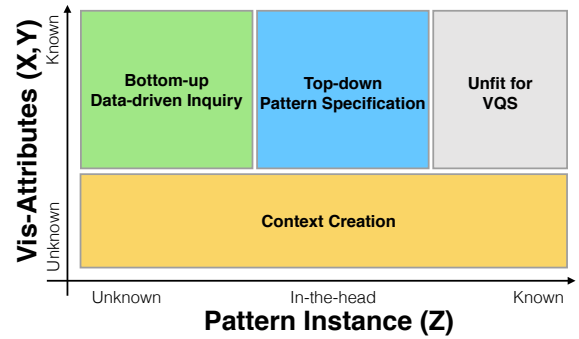 Vis-Attributes (X,Y)
Known
Unknown
Bottom-up
Data-driven Inquiry
Top-down
Pattern Specification
Unfit for
VQS
Context Creation
Unknown
In-the-head
Known
Pattern Instance (Z)